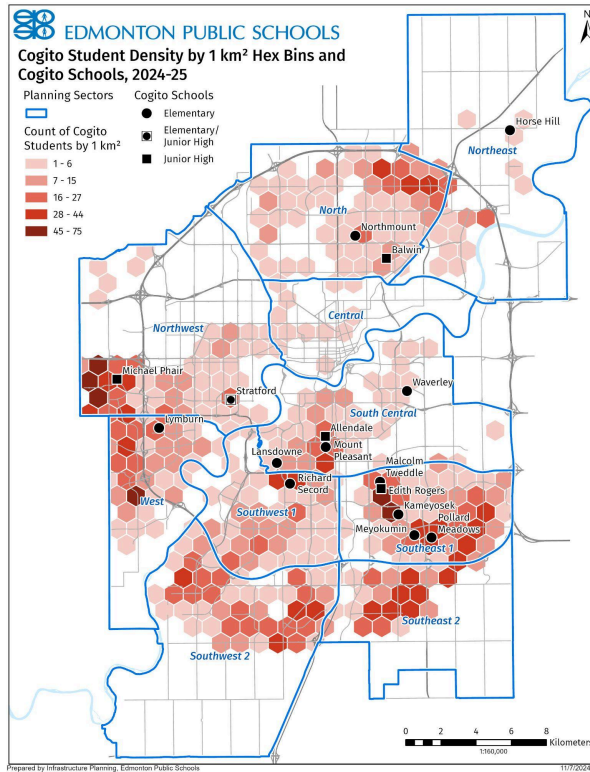 EDMONTON PUBLIC SCHOOLS
Cogito Student Density by 1 km² Hex Bins and
Cogito Schools, 2024-25
Planning Sectors
Count of Cogito
Students by 1 km²
1 - 6
7 - 15
16 - 27
28 - 44
45 - 75
Cogito Schools
Elementary
Elementary/
Junior High
Junior High
N
Horse Hill
Northeast
North
Northmount
Balwin
Northwest
Central
Michael Phair
Stratford
Waverley
South Central
Lymburn
Allendale
Mount
Pleasant
Lansdowne
Malcolm
Tweddle
Richard
Secord
Edith Rogers
West
Southwest 1
Kameyosek
Pollard
Meadows
Meyokumin
Southeast 1
Southeast 2
Southwest 2
0 2 4 6 8
Kilometers
1:160,000
Prepared by Infrastructure Planning, Edmonton Public Schools
11/7/2024